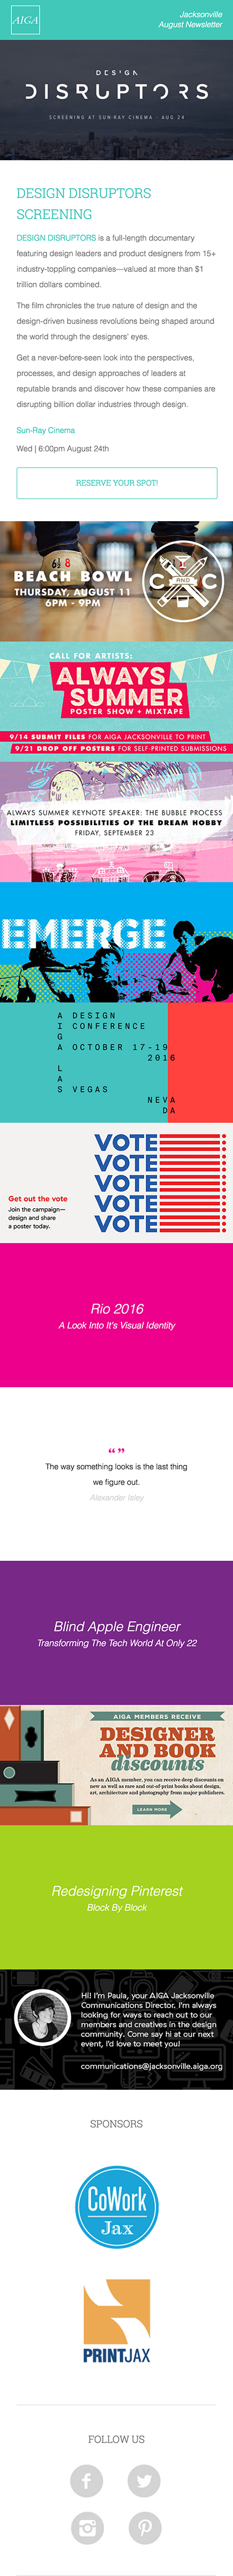 AIGA
Jacksonville
August Newsletter
DESIGN
DISRUPTORS
SCREENING AT SUN-RAY CINEMA - AUG 24
DESIGN DISRUPTORS
SCREENING
DESIGN DISRUPTORS is a full-length documentary
featuring design leaders and product designers from 15+
industry-toppling companies—valued at more than $1
trillion dollars combined.
The film chronicles the true nature of design and the
design-driven business revolutions being shaped around
the world through the designers' eyes.
Get a never-before-seen look into the perspectives,
processes, and design approaches of leaders at
reputable brands and discover how these companies are
disrupting billion dollar industries through design.
Sun-Ray Cinema
Wed | 6:00pm August 24th
RESERVE YOUR SPOT!
6½ 8
BEACH BOWL
THURSDAY, AUGUST 11
6PM - 9PM
C AND C
CALL FOR ARTISTS:
ALWAYS
SUMMER
POSTER SHOW + MIXTAPE
9/14 SUBMIT FILES FOR AIGA JACKSONVILLE TO PRINT
9/21 DROP OFF POSTERS FOR SELF-PRINTED SUBMISSIONS
ALWAYS SUMMER KEYNOTE SPEAKER: THE BUBBLE PROCESS
LIMITLESS POSSIBILITIES OF THE DREAM HOBBY
FRIDAY, SEPTEMBER 23
EMERGE
A DESIGN
I CONFERENCE
G
A OCTOBER 17-19
2016
L
A
S VEGAS
NEVA
DA
VOTE
VOTE
VOTE
VOTE
VOTE
Get out the vote
Join the campaign—
design and share
a poster today.
Rio 2016
A Look Into It's Visual Identity
“ ”
The way something looks is the last thing
we figure out.
Alexander Isley
Blind Apple Engineer
Transforming The Tech World At Only 22
AIGA MEMBERS RECEIVE
DESIGNER
AND BOOK
discounts
As an AIGA member, you can receive deep discounts on
new as well as rare and out-of-print books about design,
art, architecture and photography from major publishers.
LEARN MORE
Redesigning Pinterest
Block By Block
Hi! I'm Paula, your AIGA Jacksonville
Communications Director. I'm always
looking for ways to reach out to our
members and creatives in the design
community. Come say hi at our next
event, I'd love to meet you!
communications@jacksonville.aiga.org
SPONSORS
CoWork
Jax
PRINTJAX
FOLLOW US